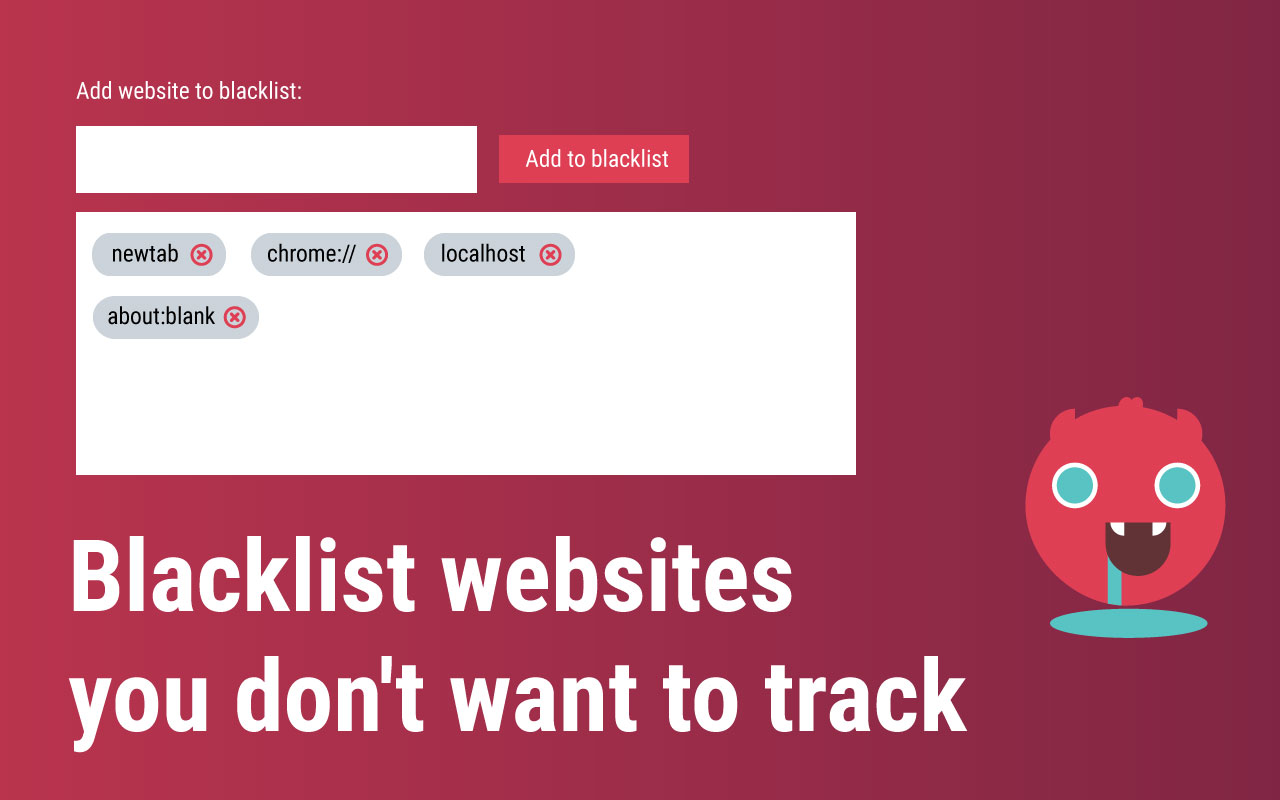 Add website to blacklist:
Add to blacklist
newtab chrome:// localhost
about:blank
Blacklist websites
you don't want to track